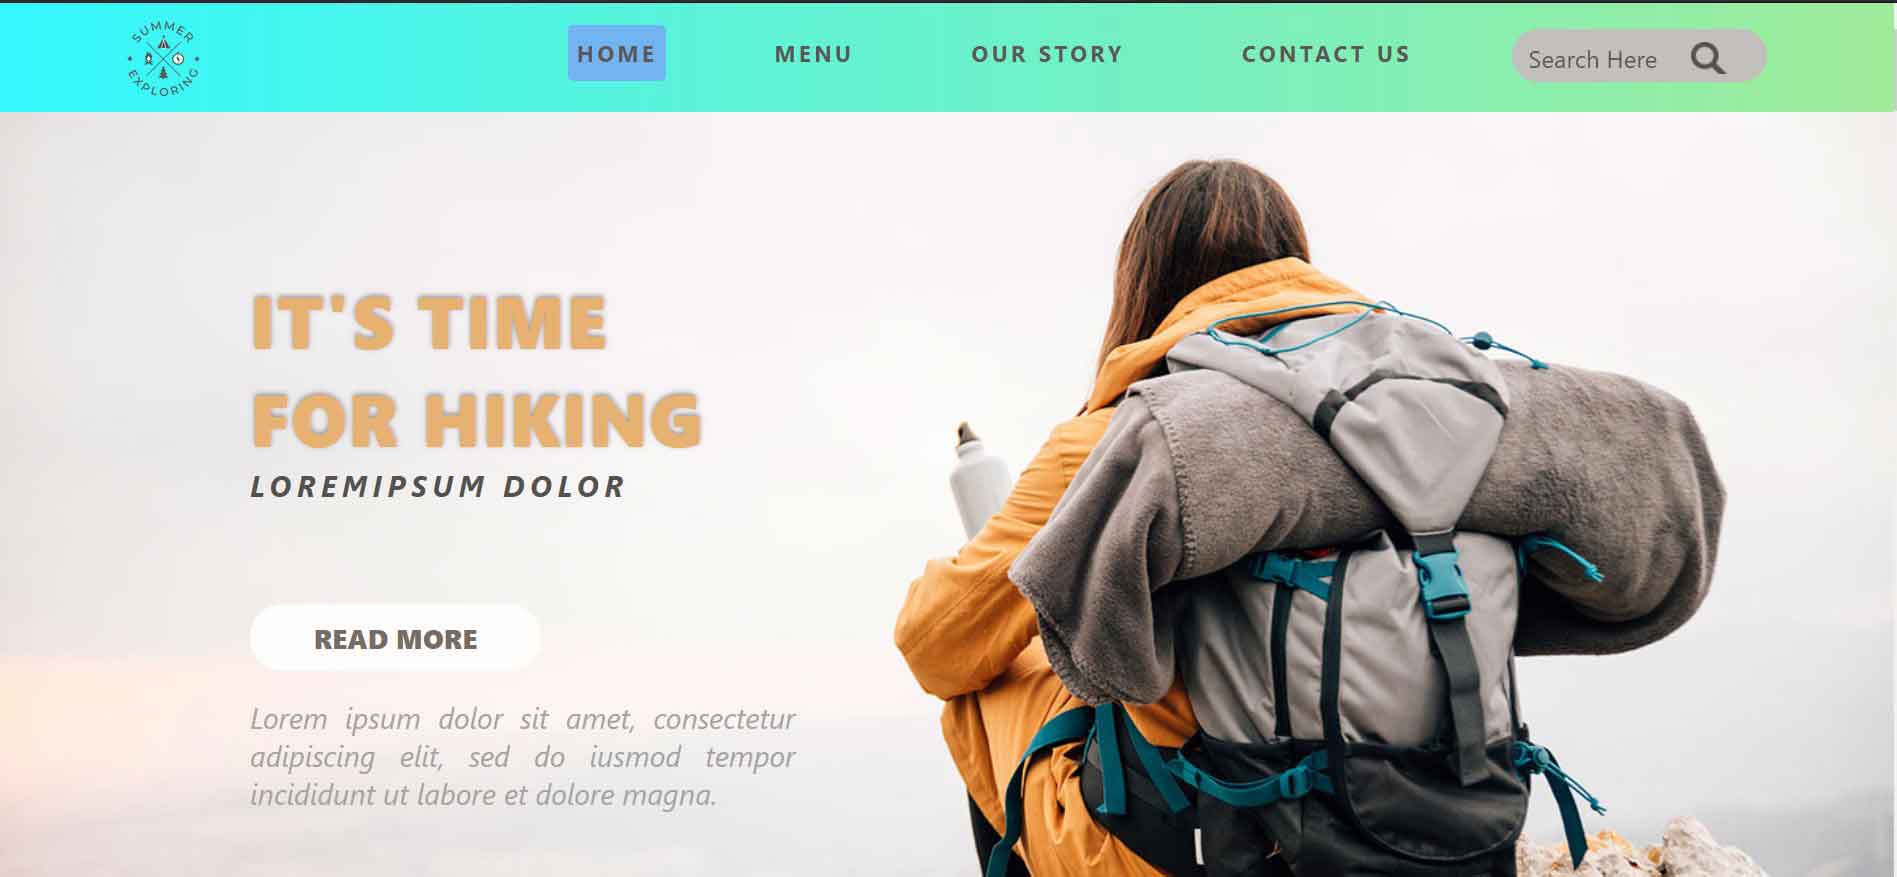 SUMMER
EXPLORING
HOME
MENU
OUR STORY
CONTACT US
Search Here
IT'S TIME
FOR HIKING
LOREMIPSUM DOLOR
READ MORE
Lorem ipsum dolor sit amet, consectetur
adipiscing elit, sed do iusmod tempor
incididunt ut labore et dolore magna.